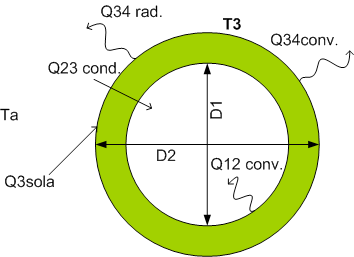 Q34 rad.
T3
Q34conv.
Q23 cond.
D1
Ta
D2
Q12 conv.
Q3sola